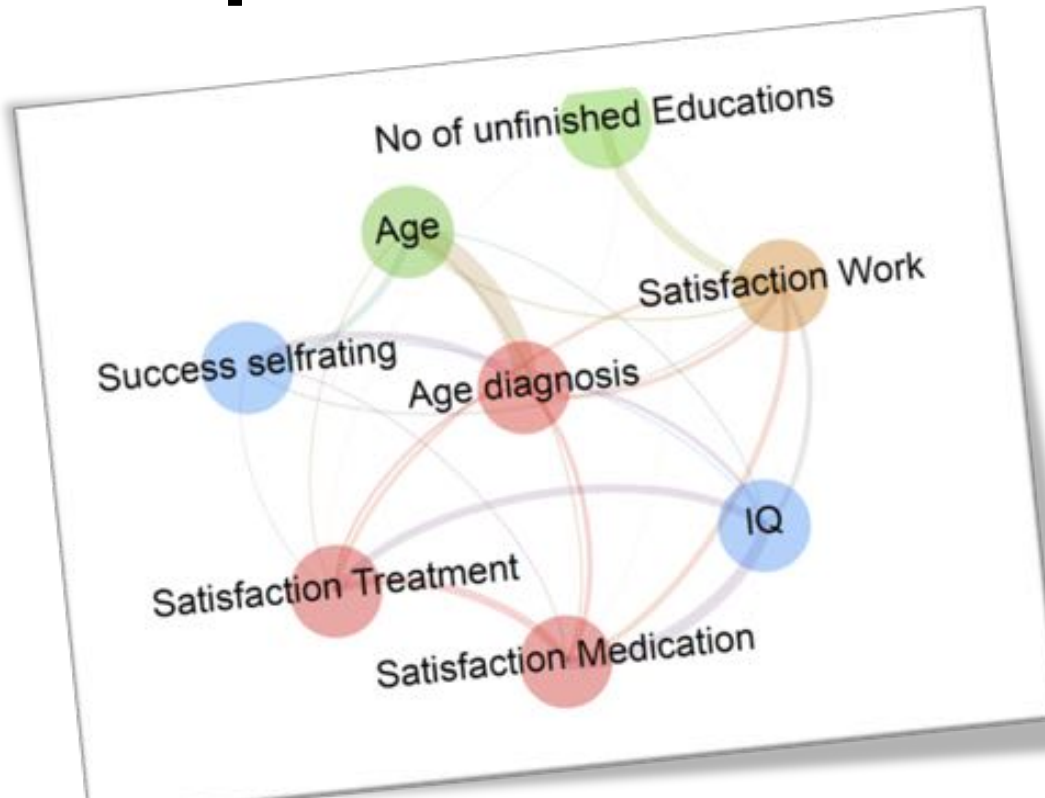 No of unfinished Educations
Age
Satisfaction Work
Success selfrating
Age diagnosis
IQ
Satisfaction Treatment
Satisfaction Medication